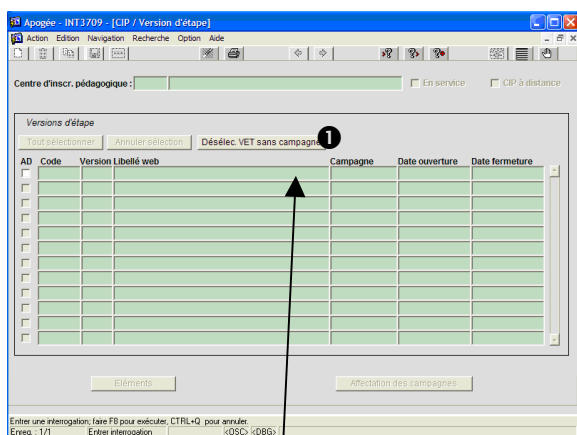 Apogée - INT3709 - [CIP / Version d'étape]
Action Edition Navigation Recherche Option Aide
Centre d'inscr. pédagogique : En service CIP à distance
Versions d'étape
Tout sélectionner Annuler sélection Désélec. VET sans campagne 1
AD Code Version Libellé web Campagne Date ouverture Date fermeture
Eléments Affectation des campagnes
Entrer une interrogation; faire F8 pour exécuter, CTRL+Q pour annuler.
Enreg. : 1/1 Entrer interrogation <OSC> <DBG>